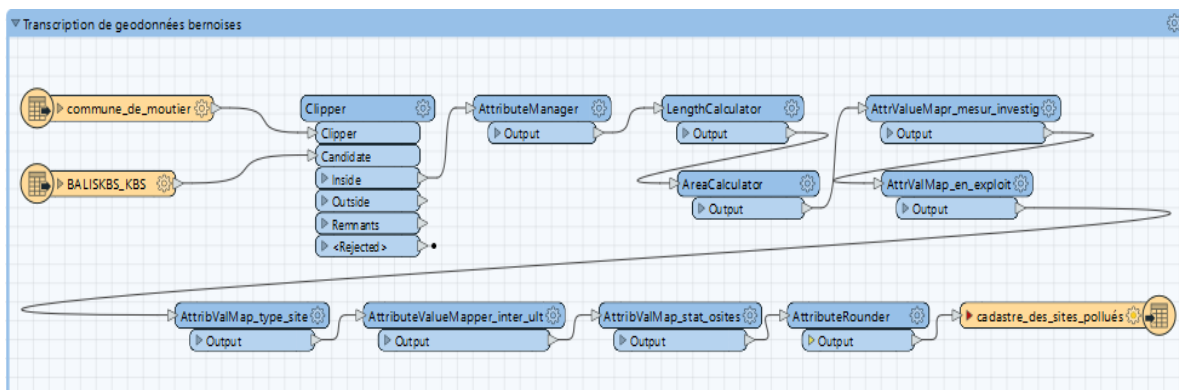 Transcription de geodonnées bernoises
commune_de_moutier
Clipper
AttributeManager
LengthCalculator
AttrValueMapr_mesur_investig
Clipper
Output
Output
Output
Candidate
BALISKBS_KBS
Inside
AreaCalculator
AttrValMap_en_exploit
Outside
Output
Output
Remnants
<Rejected>
AttribValMap_type_site
AttributeValueMapper_inter_ult
AttribValMap_stat_osites
AttributeRounder
cadastre_des_sites_pollués
Output
Output
Output
Output